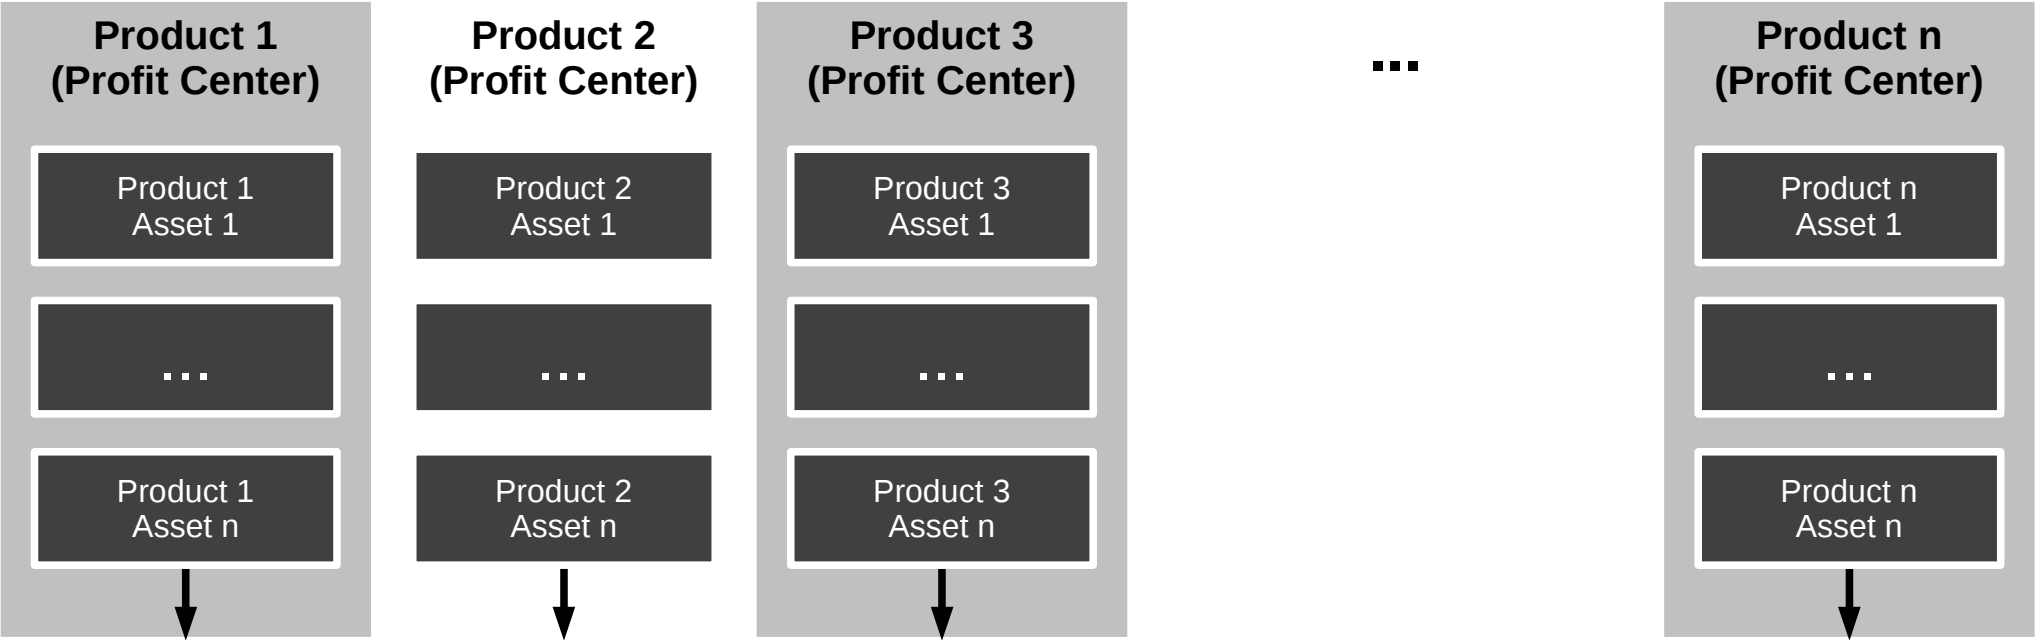 Product 1
(Profit Center)
Product 1
Asset 1
...
Product 1
Asset n
Product 2
(Profit Center)
Product 2
Asset 1
...
Product 2
Asset n
Product 3
(Profit Center)
Product 3
Asset 1
...
Product 3
Asset n
...
Product n
(Profit Center)
Product n
Asset 1
...
Product n
Asset n